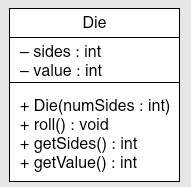 Die
– sides : int
– value : int
+ Die(numSides : int)
+ roll() : void
+ getSides() : int
+ getValue() : int